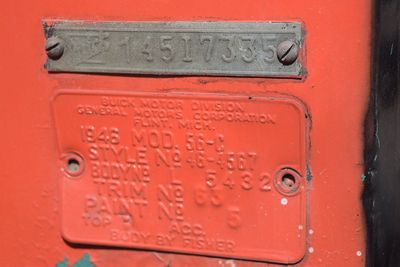 14517335
BUICK MOTOR DIVISION
GENERAL MOTORS CORPORATION
FLINT, MICH.
1946 MOD. 56-C
STYLE NO 46-4567
BODY NO L 5432
TRIM NO 63
PAINT NO 5
TOP ACC.
BODY BY FISHER